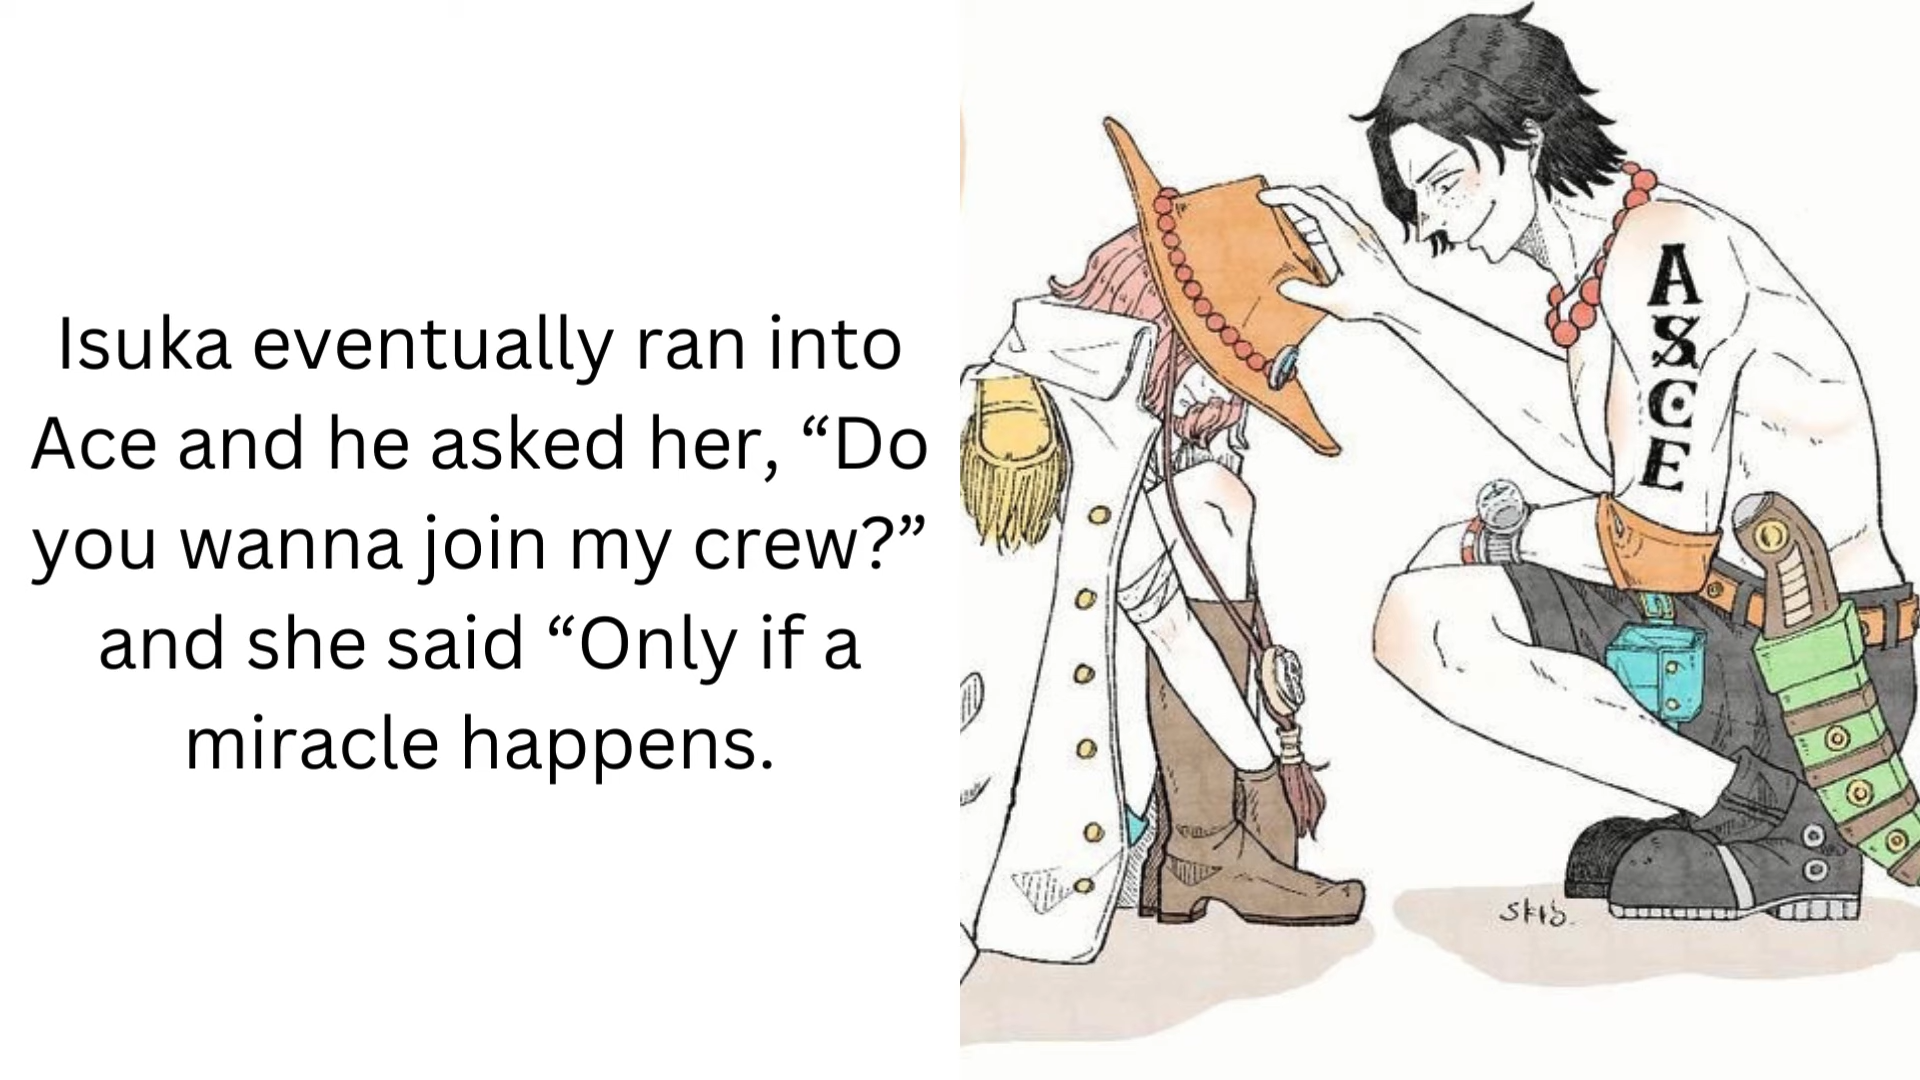 Isuka eventually ran into
Ace and he asked her, “Do
you wanna join my crew?”
and she said “Only if a
miracle happens.
A
S
C
E